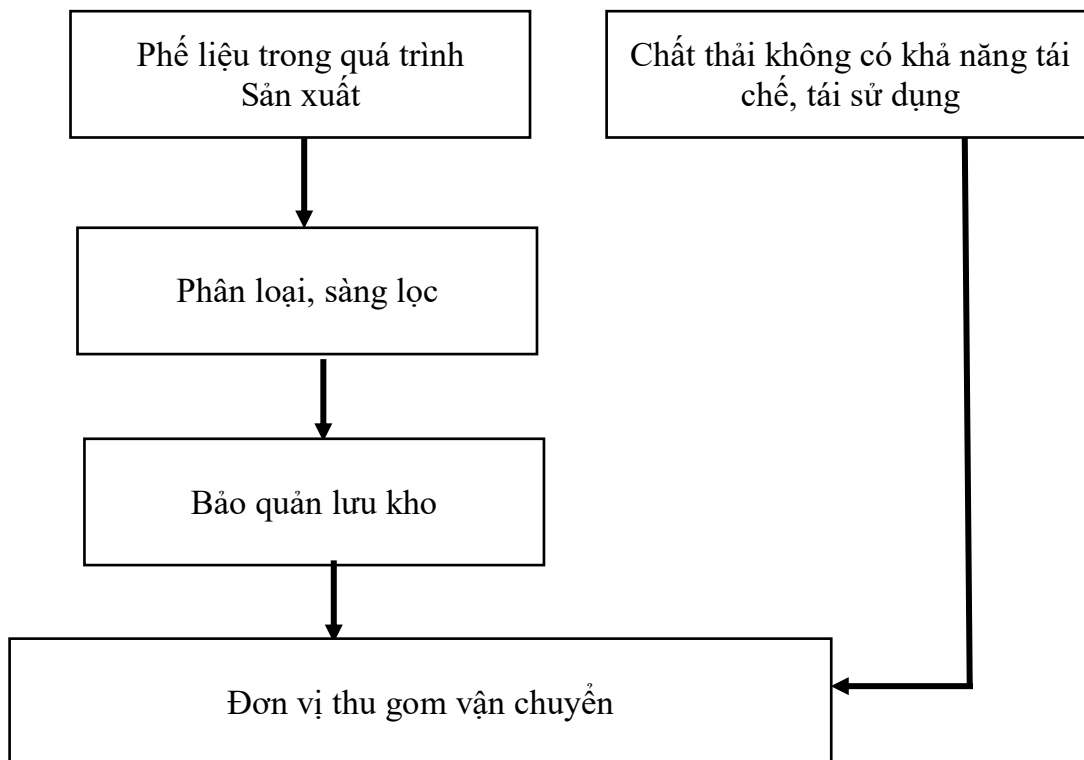 Phế liệu trong quá trình
Sản xuất
Chất thải không có khả năng tái
chế, tái sử dụng
Phân loại, sàng lọc
Bảo quản lưu kho
Đơn vị thu gom vận chuyển